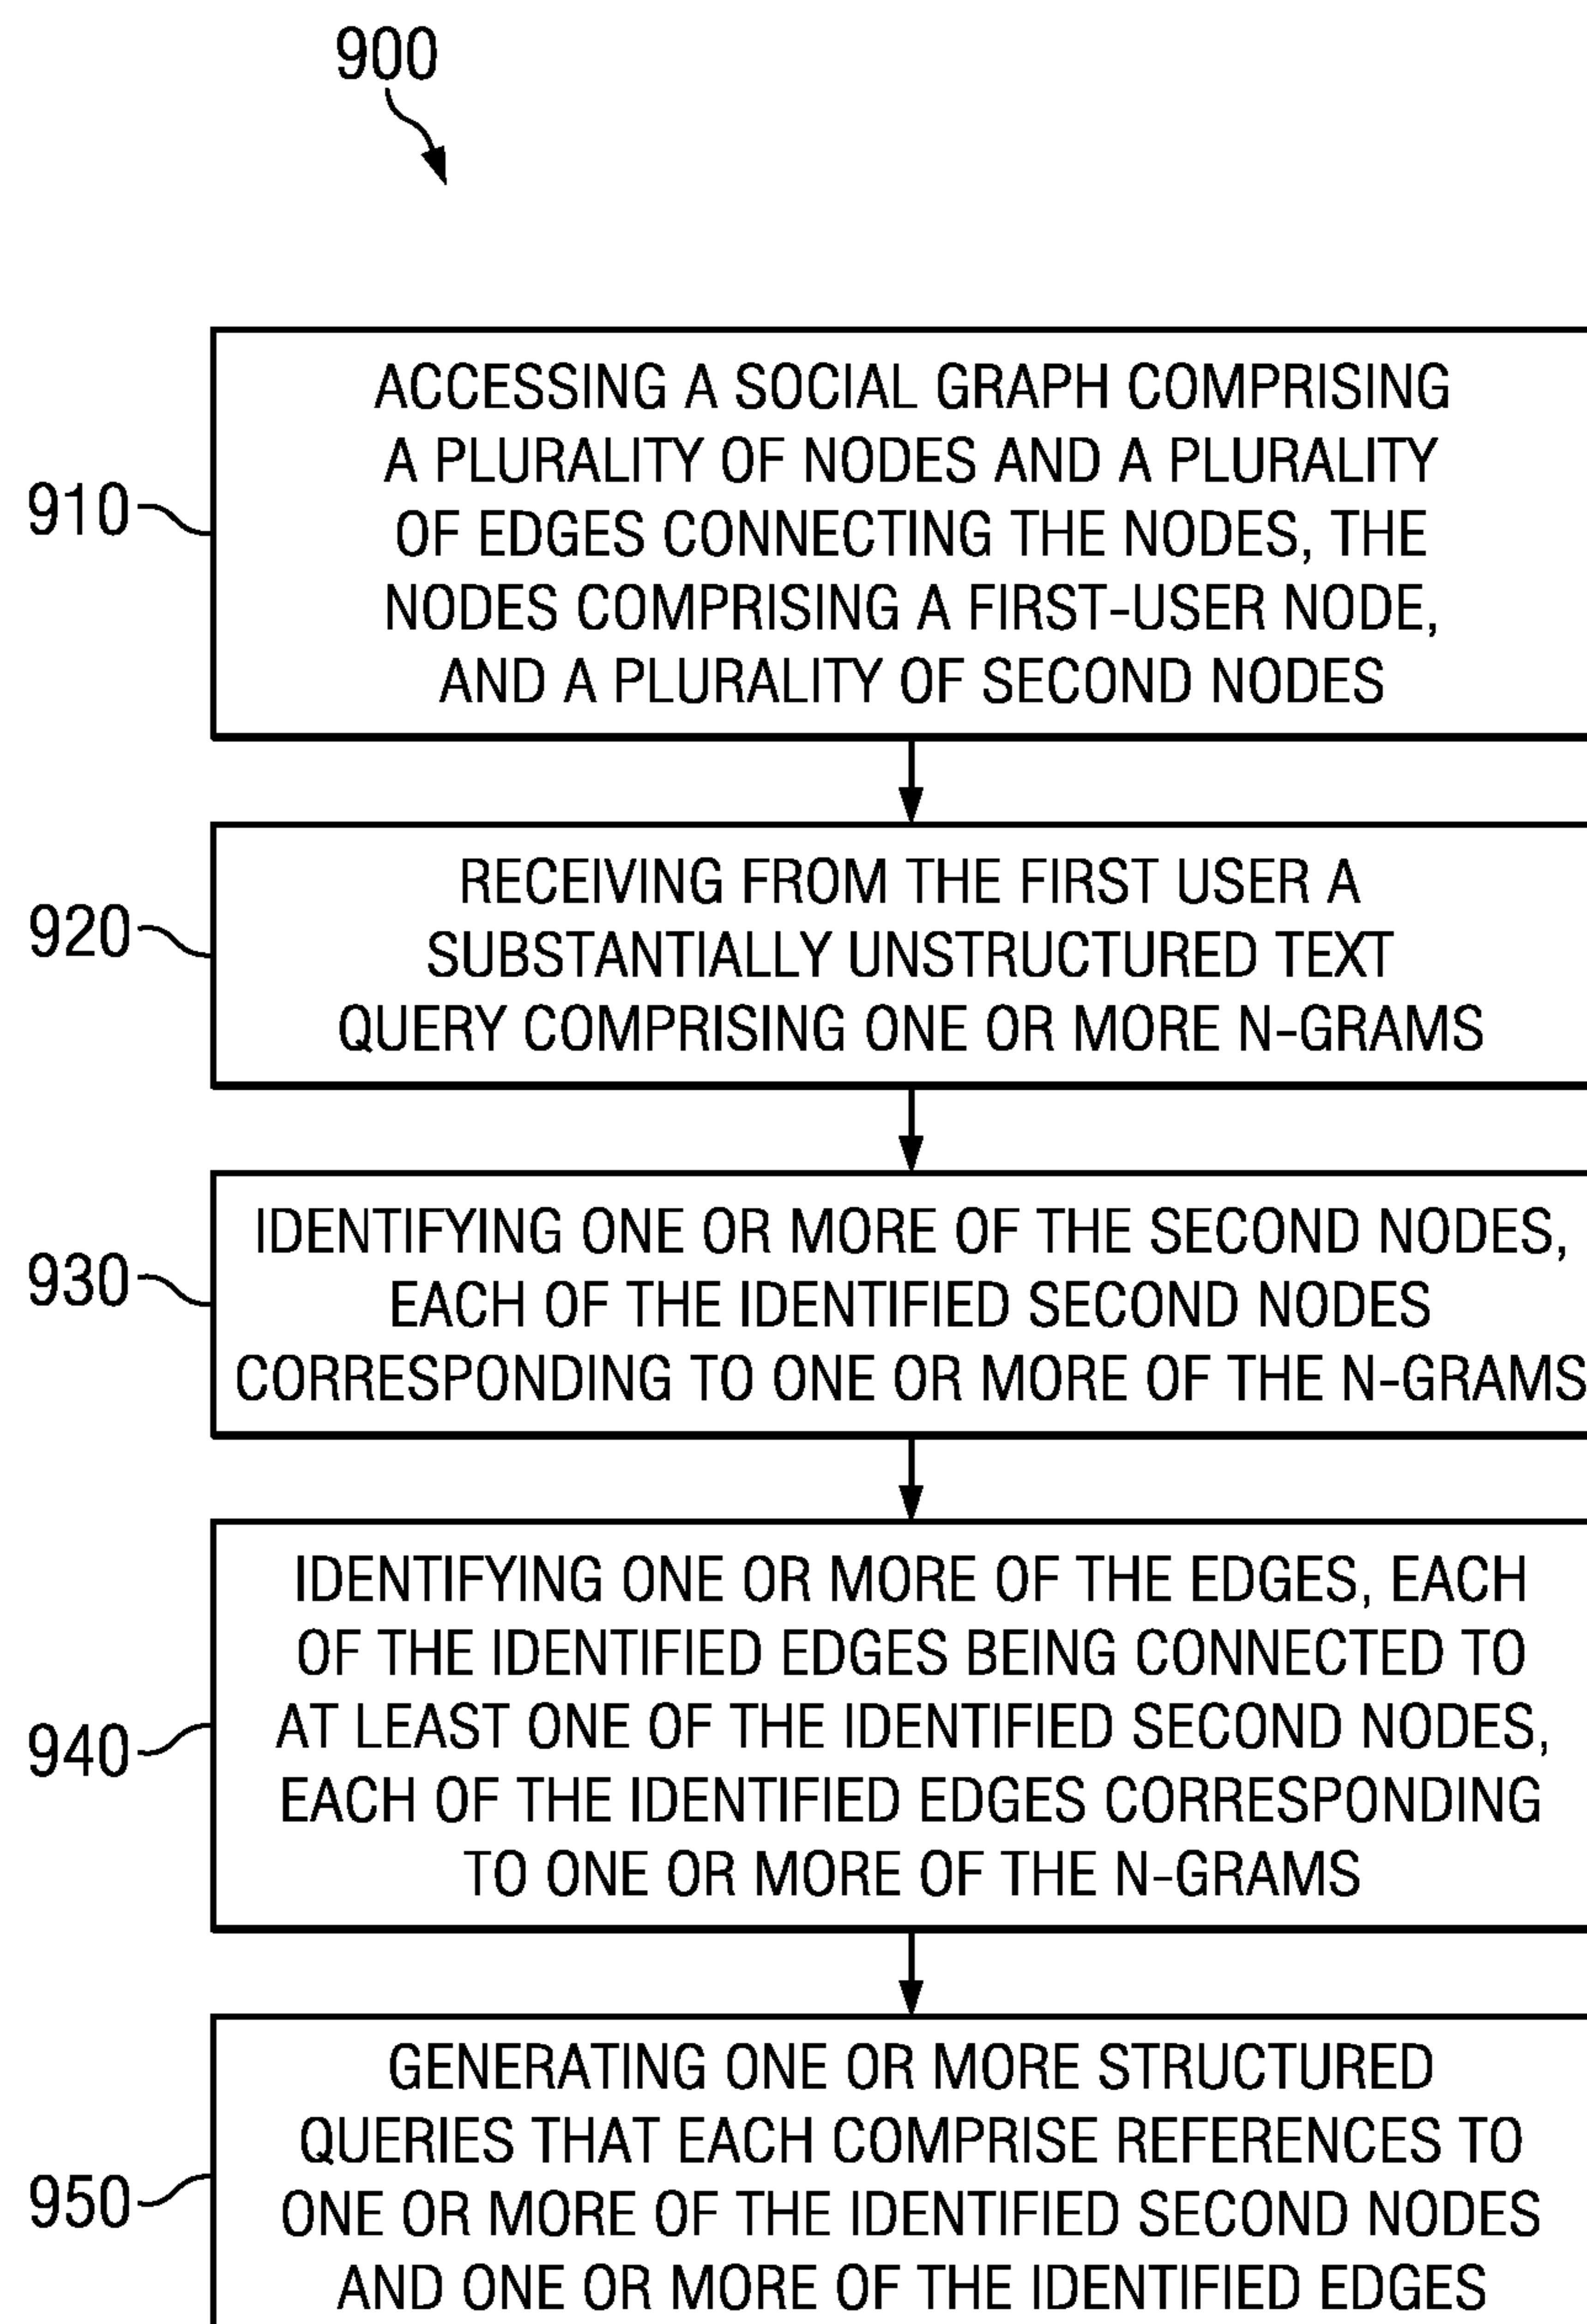 900
910
ACCESSING A SOCIAL GRAPH COMPRISING
A PLURALITY OF NODES AND A PLURALITY
OF EDGES CONNECTING THE NODES, THE
NODES COMPRISING A FIRST-USER NODE,
AND A PLURALITY OF SECOND NODES
920
RECEIVING FROM THE FIRST USER A
SUBSTANTIALLY UNSTRUCTURED TEXT
QUERY COMPRISING ONE OR MORE N-GRAMS
930
IDENTIFYING ONE OR MORE OF THE SECOND NODES,
EACH OF THE IDENTIFIED SECOND NODES
CORRESPONDING TO ONE OR MORE OF THE N-GRAMS
940
IDENTIFYING ONE OR MORE OF THE EDGES, EACH
OF THE IDENTIFIED EDGES BEING CONNECTED TO
AT LEAST ONE OF THE IDENTIFIED SECOND NODES,
EACH OF THE IDENTIFIED EDGES CORRESPONDING
TO ONE OR MORE OF THE N-GRAMS
950
GENERATING ONE OR MORE STRUCTURED
QUERIES THAT EACH COMPRISE REFERENCES TO
ONE OR MORE OF THE IDENTIFIED SECOND NODES
AND ONE OR MORE OF THE IDENTIFIED EDGES